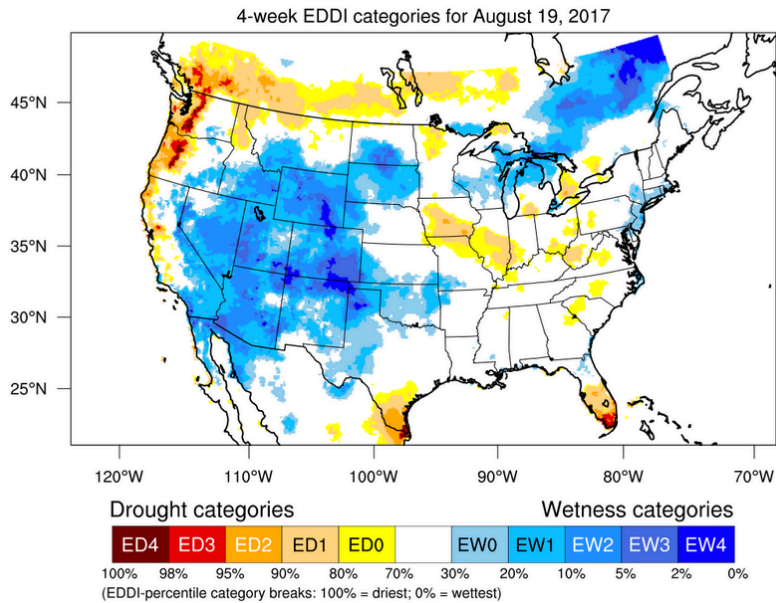 4-week EDDI categories for August 19, 2017
45°N
40°N
35°N
30°N
25°N
120°W 110°W 100°W 90°W 80°W 70°W
Drought categories Wetness categories
ED4 ED3 ED2 ED1 ED0 EW0 EW1 EW2 EW3 EW4
100% 98% 95% 90% 80% 70% 30% 20% 10% 5% 2% 0%
(EDDI-percentile category breaks: 100% = driest; 0% = wettest)